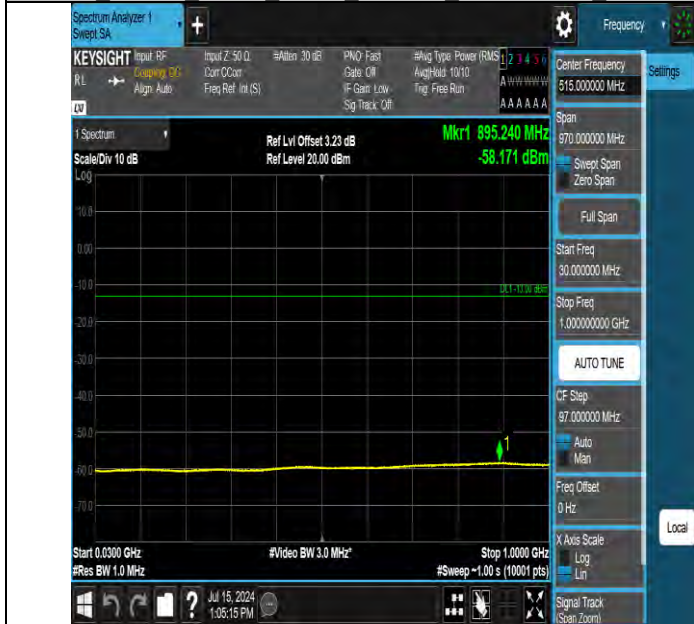 Spectrum Analyzer 1
Swept SA
Frequency
KEYSIGHT
Input: RF
Input Z: 50 Ω
#Atten: 30 dB
PNO: Fast
#Avg Type: Power (RMS
1 2 3 4 5 6
RL
Coupling: DC
Corr CCorr
Gate: Off
Avg|Hold: 10/10
A W W W W W
Align: Auto
Freq Ref: Int (S)
IF Gain: Low
Trig: Free Run
Sig Track: Off
A A A A A A
1 Spectrum
Ref Lvl Offset 3.23 dB
Mkr1 895.240 MHz
Scale/Div 10 dB
Ref Level 20.00 dBm
-58.171 dBm
Log
10.0
0.00
-10.0
DL1 -13.00 dBm
-20.0
-30.0
-40.0
-50.0
1
-60.0
-70.0
Start 0.0300 GHz
#Video BW 3.0 MHz*
Stop 1.0000 GHz
#Res BW 1.0 MHz
#Sweep ~1.00 s (10001 pts)
?
Jul 15, 2024
1:05:15 PM
Center Frequency
515.000000 MHz
Settings
Span
970.000000 MHz
Swept Span
Zero Span
Full Span
Start Freq
30.000000 MHz
Stop Freq
1.000000000 GHz
AUTO TUNE
CF Step
97.000000 MHz
Auto
Man
Freq Offset
0 Hz
Local
X Axis Scale
Log
Lin
Signal Track
(Span Zoom)